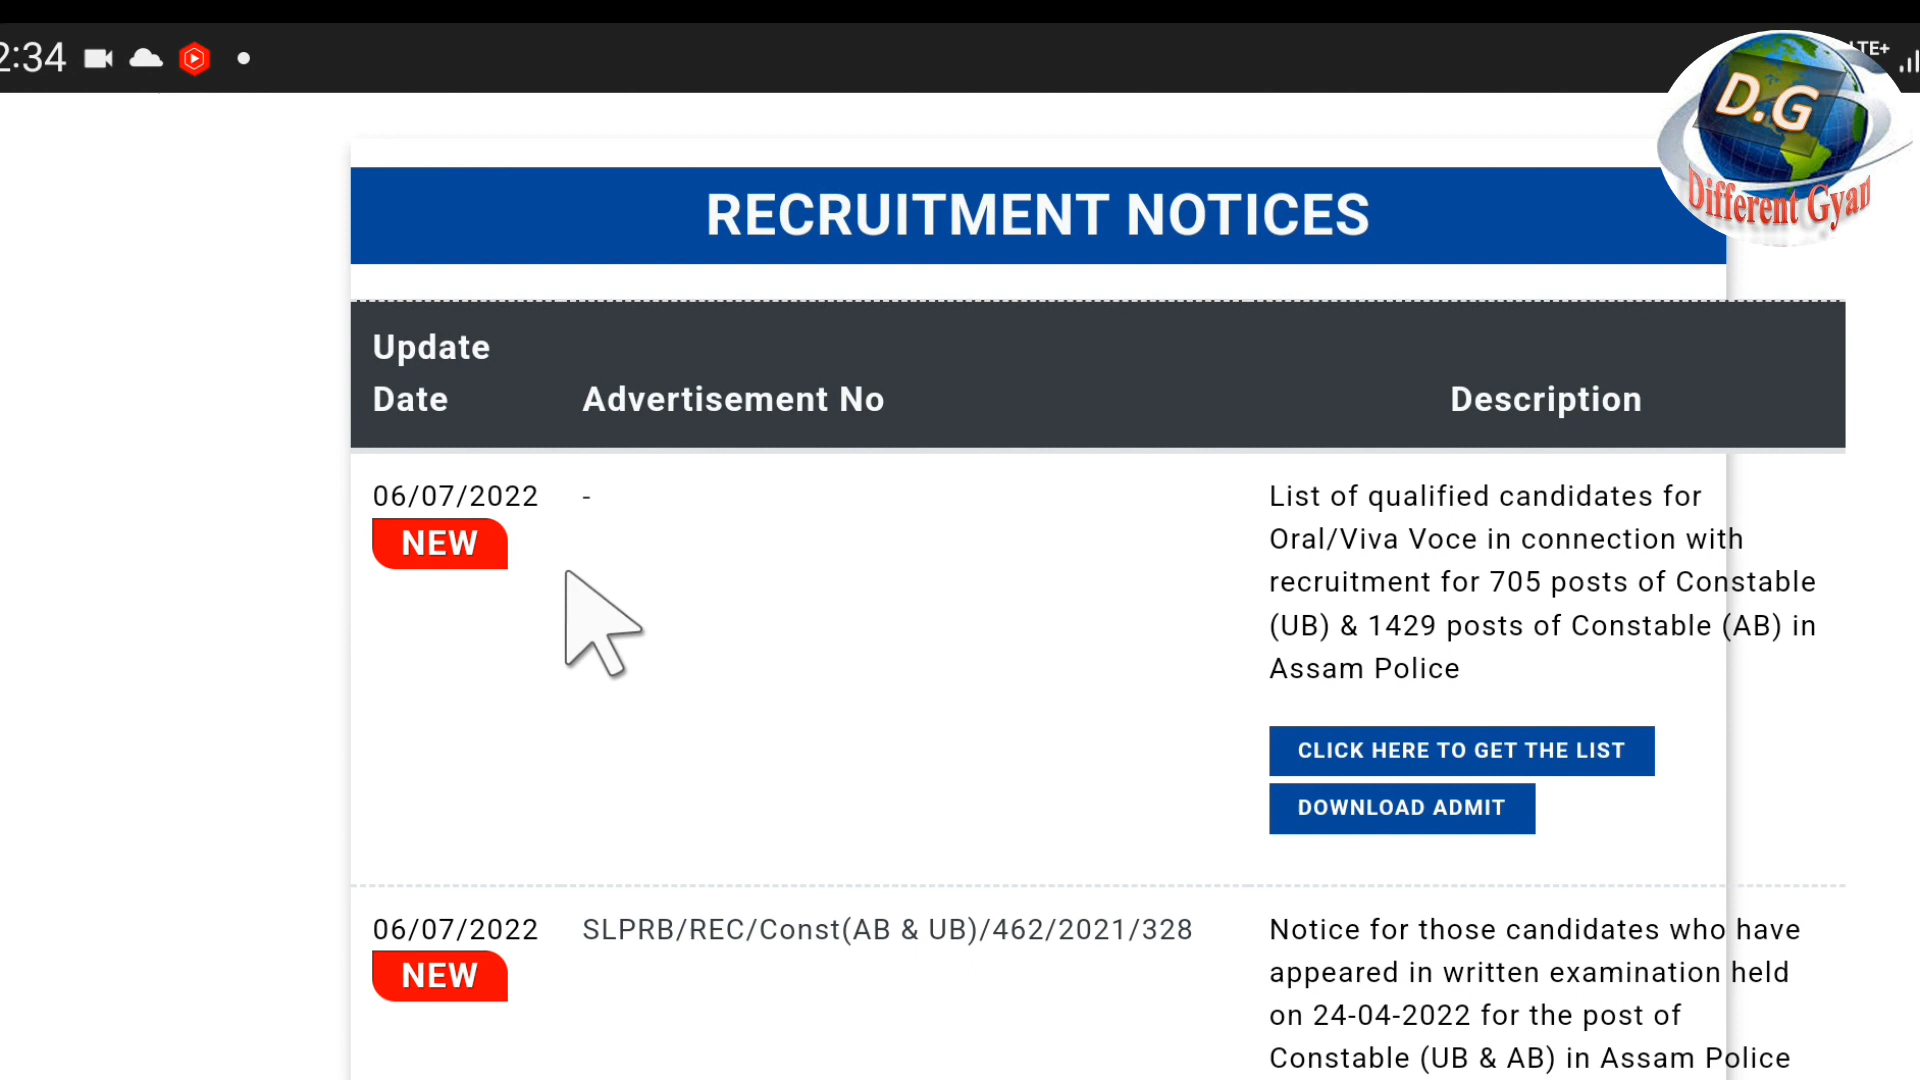 2:34
LTE+
D.G
Different Gyan
RECRUITMENT NOTICES
Update
Date
Advertisement No
Description
06/07/2022
-
NEW
List of qualified candidates for
Oral/Viva Voce in connection with
recruitment for 705 posts of Constable
(UB) & 1429 posts of Constable (AB) in
Assam Police
CLICK HERE TO GET THE LIST
DOWNLOAD ADMIT
06/07/2022
SLPRB/REC/Const(AB & UB)/462/2021/328
NEW
Notice for those candidates who have
appeared in written examination held
on 24-04-2022 for the post of
Constable (UB & AB) in Assam Police